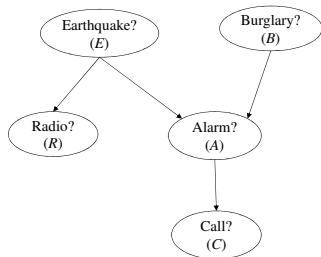 Earthquake?
(E)
Burglary?
(B)
Radio?
(R)
Alarm?
(A)
Call?
(C)